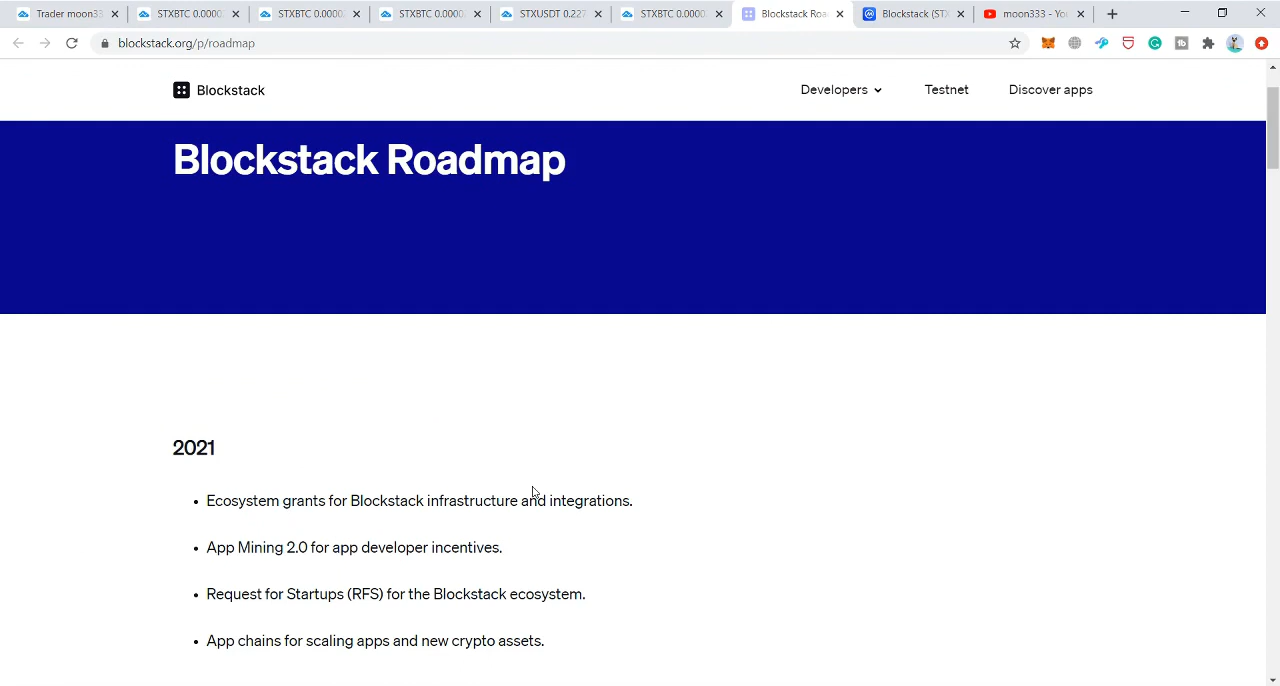 Trader moon33
STXBTC 0.0000
STXBTC 0.0000
STXBTC 0.0000
STXUSDT 0.227
STXBTC 0.0000
Blockstack Roa
Blockstack (STX
moon333 - You
blockstack.org/p/roadmap
Blockstack
Developers
Testnet
Discover apps
Blockstack Roadmap
2021
• Ecosystem grants for Blockstack infrastructure and integrations.
• App Mining 2.0 for app developer incentives.
• Request for Startups (RFS) for the Blockstack ecosystem.
• App chains for scaling apps and new crypto assets.